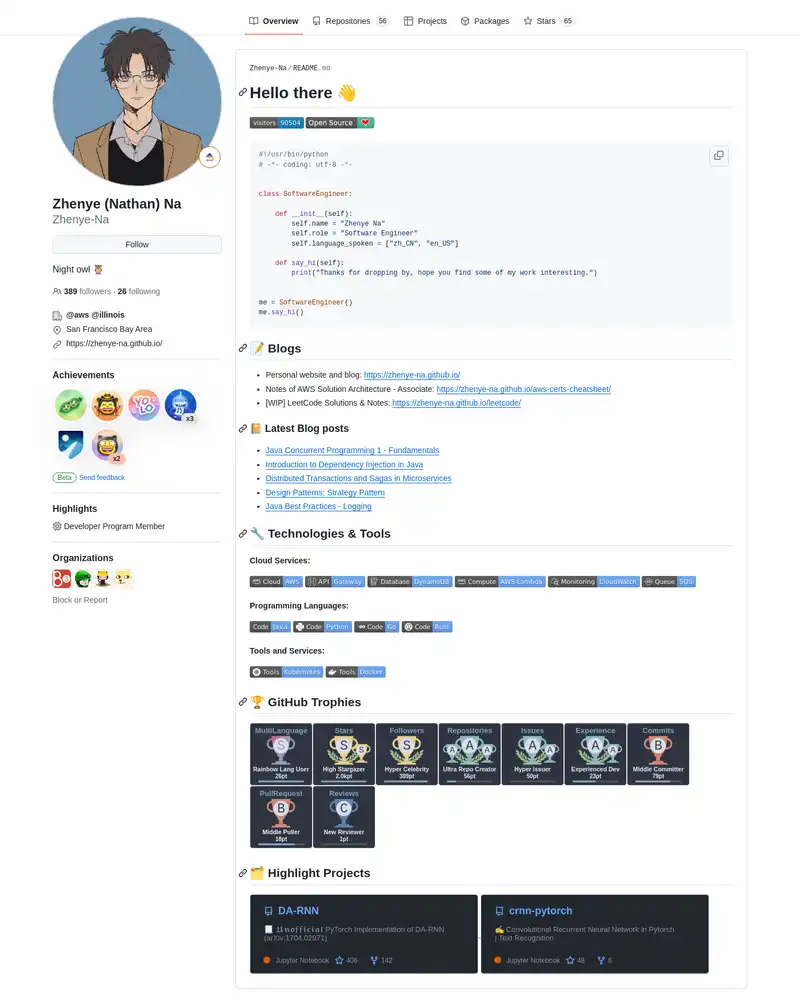 Overview
Repositories 56
Projects
Packages
Stars 65
Zhenye (Nathan) Na
Zhenye-Na
Follow
Night owl 🦉
389 followers · 26 following
@aws @illinois
San Francisco Bay Area
https://zhenye-na.github.io/
Achievements
YOLO
x3
x2
Beta Send feedback
Highlights
Developer Program Member
Organizations
Block or Report
Zhenye-Na/README.md
Hello there 👋
visitors 90504 Open Source ❤
#!/usr/bin/python
# -*- coding: utf-8 -*-
class SoftwareEngineer:
def __init__(self):
self.name = "Zhenye Na"
self.role = "Software Engineer"
self.language_spoken = ["zh_CN", "en_US"]
def say_hi(self):
print("Thanks for dropping by, hope you find some of my work interesting.")
me = SoftwareEngineer()
me.say_hi()
📝 Blogs
• Personal website and blog: https://zhenye-na.github.io/
• Notes of AWS Solution Architecture - Associate: https://zhenye-na.github.io/aws-certs-cheatsheet/
• [WIP] LeetCode Solutions & Notes: https://zhenye-na.github.io/leetcode/
📔 Latest Blog posts
• Java Concurrent Programming 1 - Fundamentals
• Introduction to Dependency Injection in Java
• Distributed Transactions and Sagas in Microservices
• Design Patterns: Strategy Pattern
• Java Best Practices - Logging
🔧 Technologies & Tools
Cloud Services:
Cloud AWS API Gateway Database DynamoDB Compute AWS Lambda Monitoring CloudWatch Queue SQS
Programming Languages:
Code Java Code Python Code Go Code Rust
Tools and Services:
Tools Kubernetes Tools Docker
🏆 GitHub Trophies
MultiLanguage Stars Followers Repositories Issues Experience Commits
S S S A A A A A A B
Rainbow Lang User High Stargazer Hyper Celebrity Ultra Repo Creator Hyper Issuer Experienced Dev Middle Committer
26pt 2.0kpt 389pt 56pt 50pt 23pt 79pt
PullRequest Reviews
B C
Middle Puller New Reviewer
18pt 1pt
🗂️ Highlight Projects
DA-RNN
📃 𝖀𝖓𝖔𝖋𝖋𝖎𝖈𝖎𝖆𝖑 PyTorch Implementation of DA-RNN
(arXiv:1704.02971)
Jupyter Notebook 406 142
crnn-pytorch
✍️ Convolutional Recurrent Neural Network in Pytorch
| Text Recognition
Jupyter Notebook 48 6